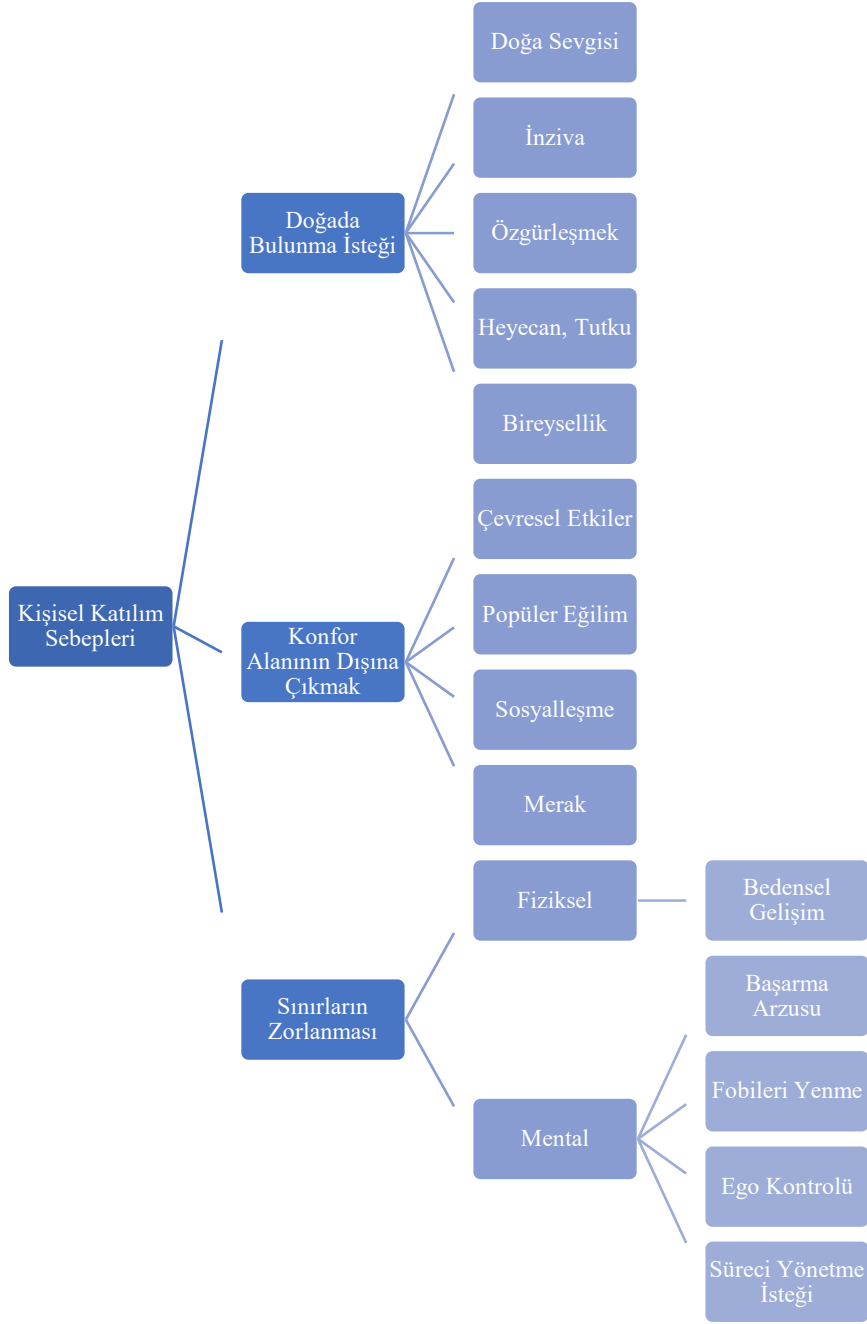 Kişisel Katılım
Sebepleri
Doğada
Bulunma İsteği
Doğa Sevgisi
İnziva
Özgürleşmek
Heyecan, Tutku
Bireysellik
Konfor
Alanının Dışına
Çıkmak
Çevresel Etkiler
Popüler Eğilim
Sosyalleşme
Merak
Sınırların
Zorlanması
Fiziksel
Bedensel
Gelişim
Mental
Başarma
Arzusu
Fobileri Yenme
Ego Kontrolü
Süreci Yönetme
İsteği